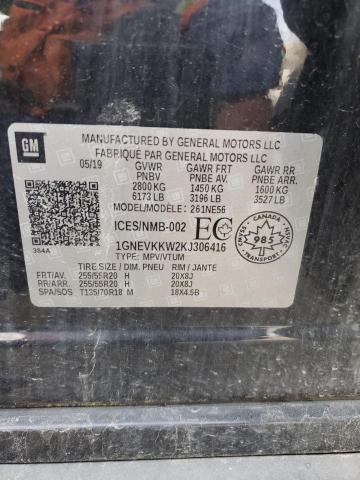 GM
MANUFACTURED BY GENERAL MOTORS LLC
FABRIQUÉ PAR GENERAL MOTORS LLC
05/19 GVWR GAWR FRT GAWR RR
PNBV PNBE AV. PNBE ARR.
2800 KG 1450 KG 1600 KG
6173 LB 3196 LB 3527 LB
MODEL/MODÈLE: 261NE56
ICES/NMB-002 EC
1GNEVKKW2KJ306416
TYPE: MPV/VTUM
384A
CANADA
985
TIRE SIZE / DIM. PNEU RIM / JANTE
FRT/AV. 255/55R20 H 20X8J
RR/ARR. 255/55R20 H 20X8J
SPA/SOS T135/70R18 M 18X4.5B